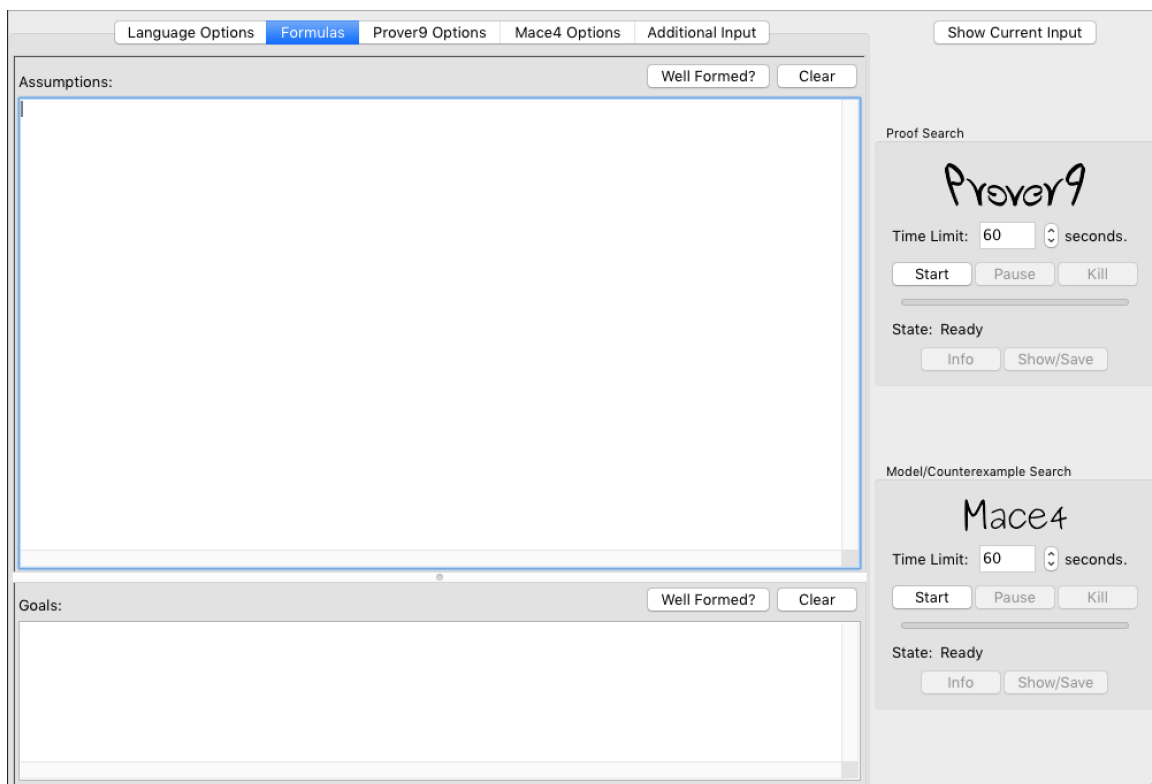 Language Options Formulas Prover9 Options Mace4 Options Additional Input Show Current Input
Assumptions: Well Formed? Clear
Proof Search
Prover9
Time Limit: 60 seconds.
Start Pause Kill
State: Ready
Info Show/Save
Model/Counterexample Search
Mace4
Time Limit: 60 seconds.
Goals: Well Formed? Clear
Start Pause Kill
State: Ready
Info Show/Save